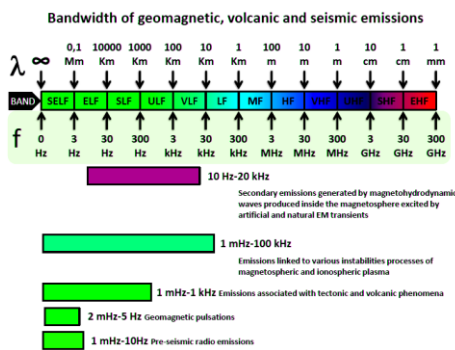 Bandwidth of geomagnetic, volcanic and seismic emissions
λ ∞ 0,1 10000 1000 100 10 1 100 10 1 10 1 1
Mm Km Km Km Km Km m m m cm cm mm
BAND SELF ELF SLF ULF VLF LF MF HF VHF UHF SHF EHF
f 0 3 30 300 3 30 300 3 30 300 3 30 300
Hz Hz Hz Hz kHz kHz kHz MHz MHz MHz GHz GHz GHz
10 Hz-20 kHz
Secondary emissions generated by magnetohydrodynamic
waves produced inside the magnetosphere excited by
artificial and natural EM transients
1 mHz-100 kHz
Emissions linked to various instabilities processes of
magnetospheric and ionospheric plasma
1 mHz-1 kHz Emissions associated with tectonic and volcanic phenomena
2 mHz-5 Hz Geomagnetic pulsations
1 mHz-10Hz Pre-seismic radio emissions